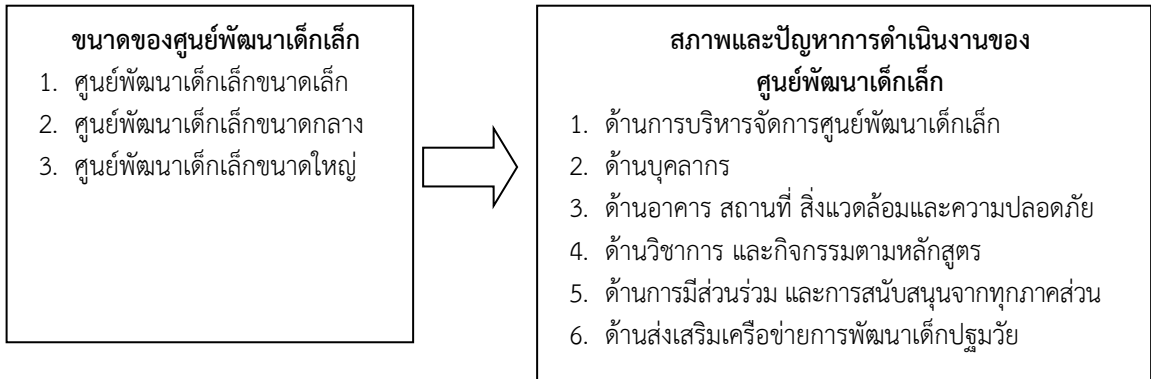 ขนาดของศูนย์พัฒนาเด็กเล็ก
1. ศูนย์พัฒนาเด็กเล็กขนาดเล็ก
2. ศูนย์พัฒนาเด็กเล็กขนาดกลาง
3. ศูนย์พัฒนาเด็กเล็กขนาดใหญ่
สภาพและปัญหาการดำเนินงานของ
ศูนย์พัฒนาเด็กเล็ก
1. ด้านการบริหารจัดการศูนย์พัฒนาเด็กเล็ก
2. ด้านบุคลากร
3. ด้านอาคาร สถานที่ สิ่งแวดล้อมและความปลอดภัย
4. ด้านวิชาการ และกิจกรรมตามหลักสูตร
5. ด้านการมีส่วนร่วม และการสนับสนุนจากทุกภาคส่วน
6. ด้านส่งเสริมเครือข่ายการพัฒนาเด็กปฐมวัย